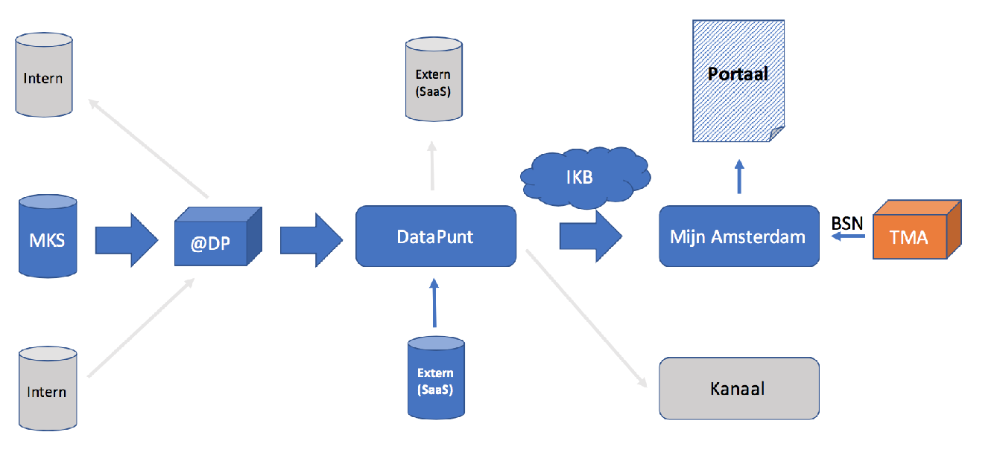 Intern
Extern
(SaaS)
Portaal
IKB
MKS
@DP
DataPunt
Mijn Amsterdam
BSN
TMA
Intern
Extern
(SaaS)
Kanaal